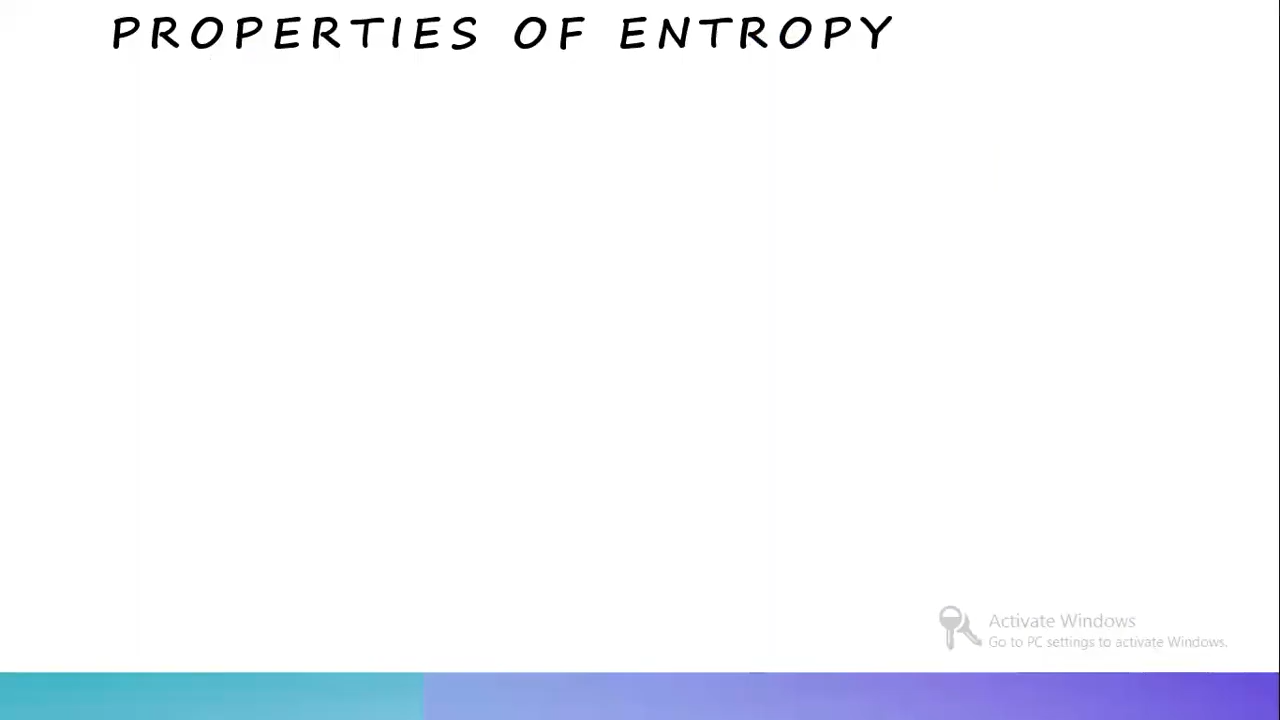 PROPERTIES OF ENTROPY
Activate Windows
Go to PC settings to activate Windows.